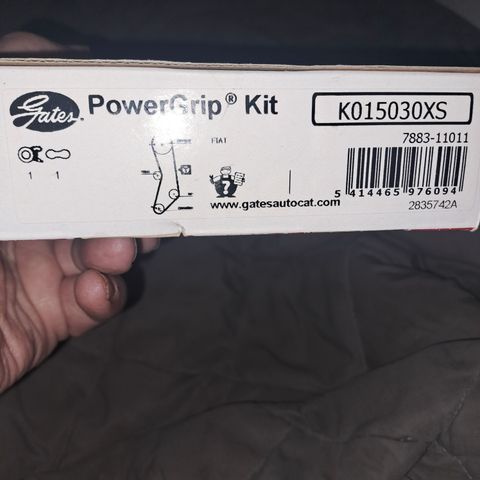 Gates
PowerGrip® Kit
K015030XS
7883-11011
FIAT
1 1
?
www.gatesautocat.com
5 414465 976094
2835742A